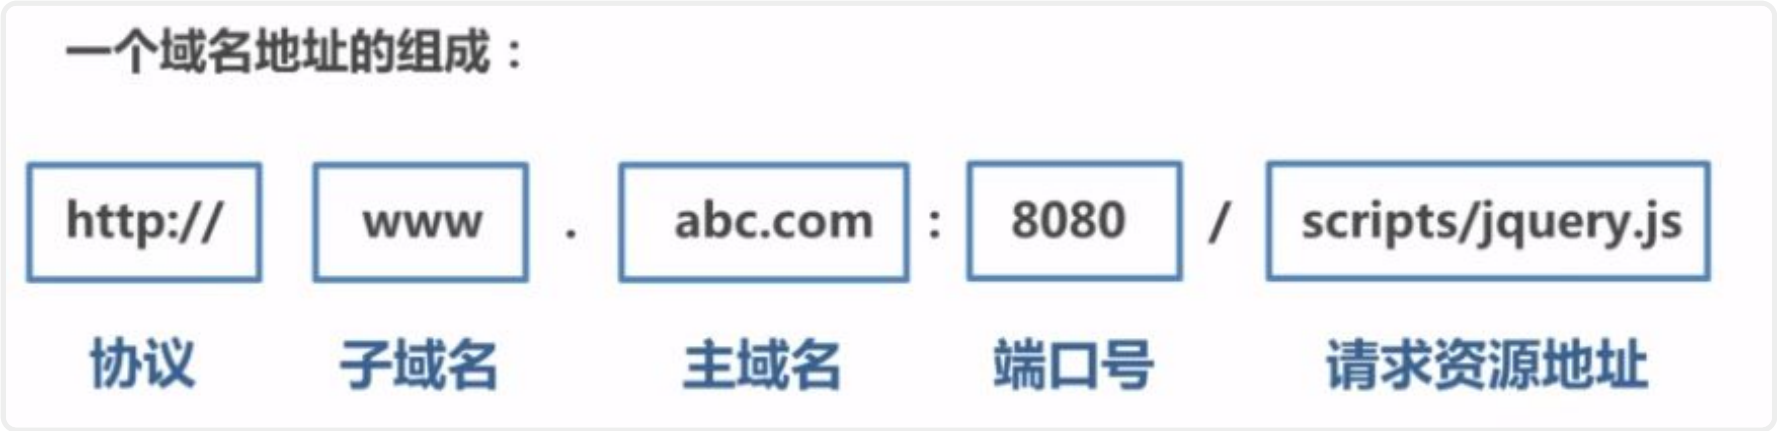 一个域名地址的组成：
http:// www . abc.com : 8080 / scripts/jquery.js
协议 子域名 主域名 端口号 请求资源地址